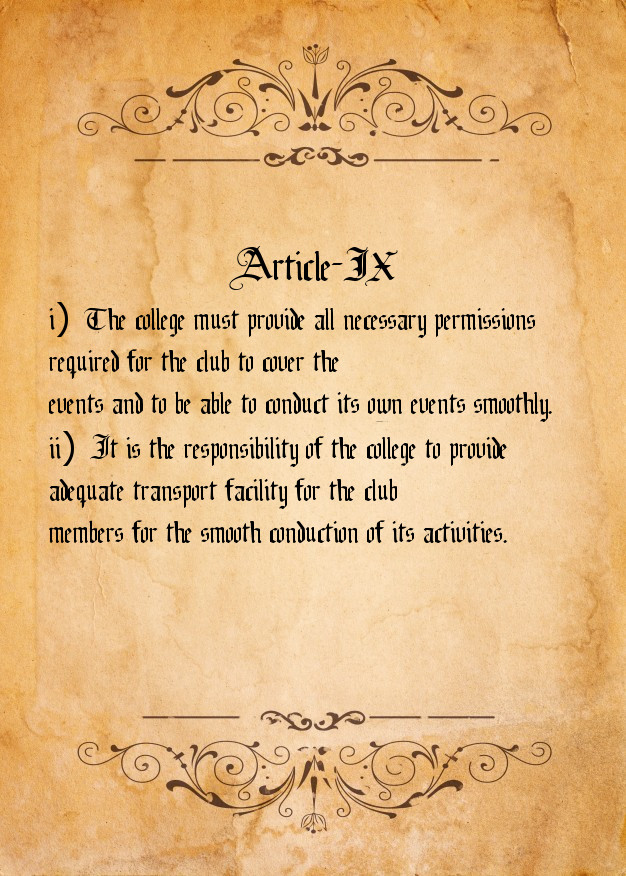 Article-IX
i) The college must provide all necessary permissions
required for the club to cover the
events and to be able to conduct its own events smoothly.
ii) It is the responsibility of the college to provide
adequate transport facility for the club
members for the smooth conduction of its activities.